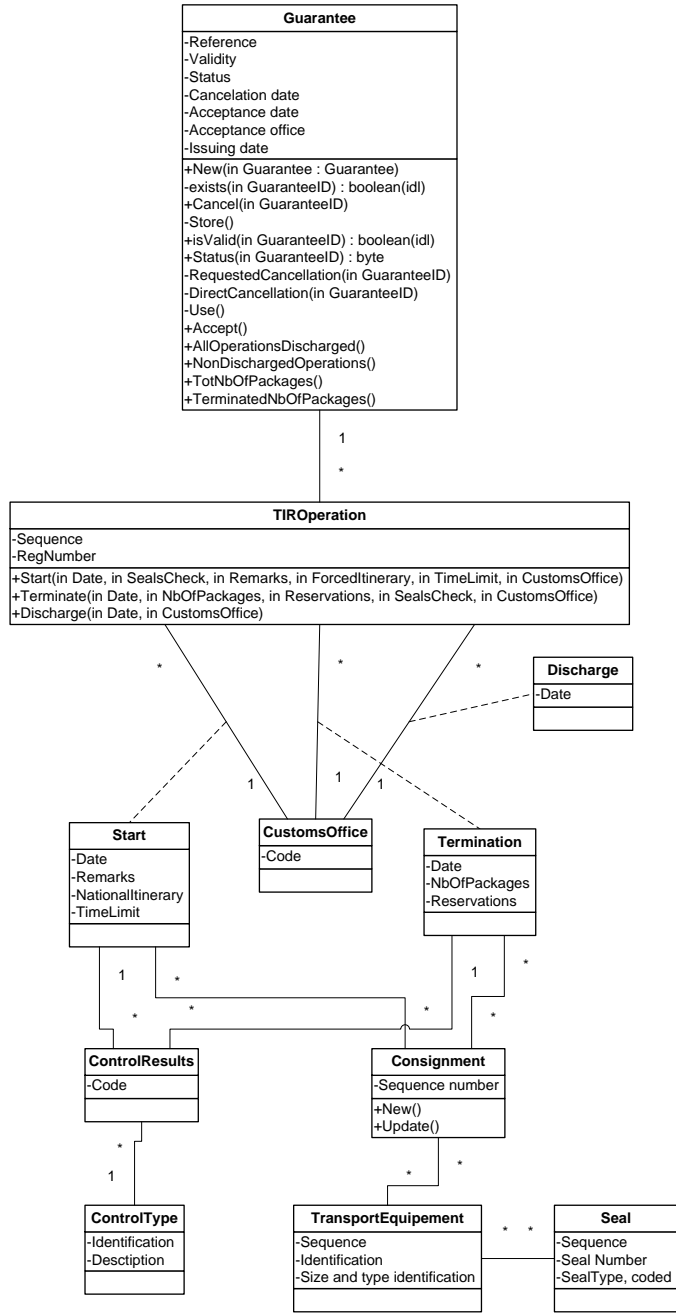 Guarantee
-Reference
-Validity
-Status
-Cancelation date
-Acceptance date
-Acceptance office
-Issuing date
+New(in Guarantee : Guarantee)
-exists(in GuaranteeID) : boolean(idl)
+Cancel(in GuaranteeID)
-Store()
+isValid(in GuaranteeID) : boolean(idl)
+Status(in GuaranteeID) : byte
-RequestedCancellation(in GuaranteeID)
-DirectCancellation(in GuaranteeID)
-Use()
+Accept()
+AllOperationsDischarged()
+NonDischargedOperations()
+TotNbOfPackages()
+TerminatedNbOfPackages()
1
*
TIROperation
-Sequence
-RegNumber
+Start(in Date, in SealsCheck, in Remarks, in ForcedItinerary, in TimeLimit, in CustomsOffice)
+Terminate(in Date, in NbOfPackages, in Reservations, in SealsCheck, in CustomsOffice)
+Discharge(in Date, in CustomsOffice)
* * *
Discharge
-Date
1 1 1
Start
-Date
-Remarks
-NationalItinerary
-TimeLimit
CustomsOffice
-Code
Termination
-Date
-NbOfPackages
-Reservations
1 * 1 *
* * * *
ControlResults
-Code
Consignment
-Sequence number
+New()
+Update()
*
1
* *
ControlType
-Identification
-Desctiption
TransportEquipement
-Sequence
-Identification
-Size and type identification
* *
Seal
-Sequence
-Seal Number
-SealType, coded